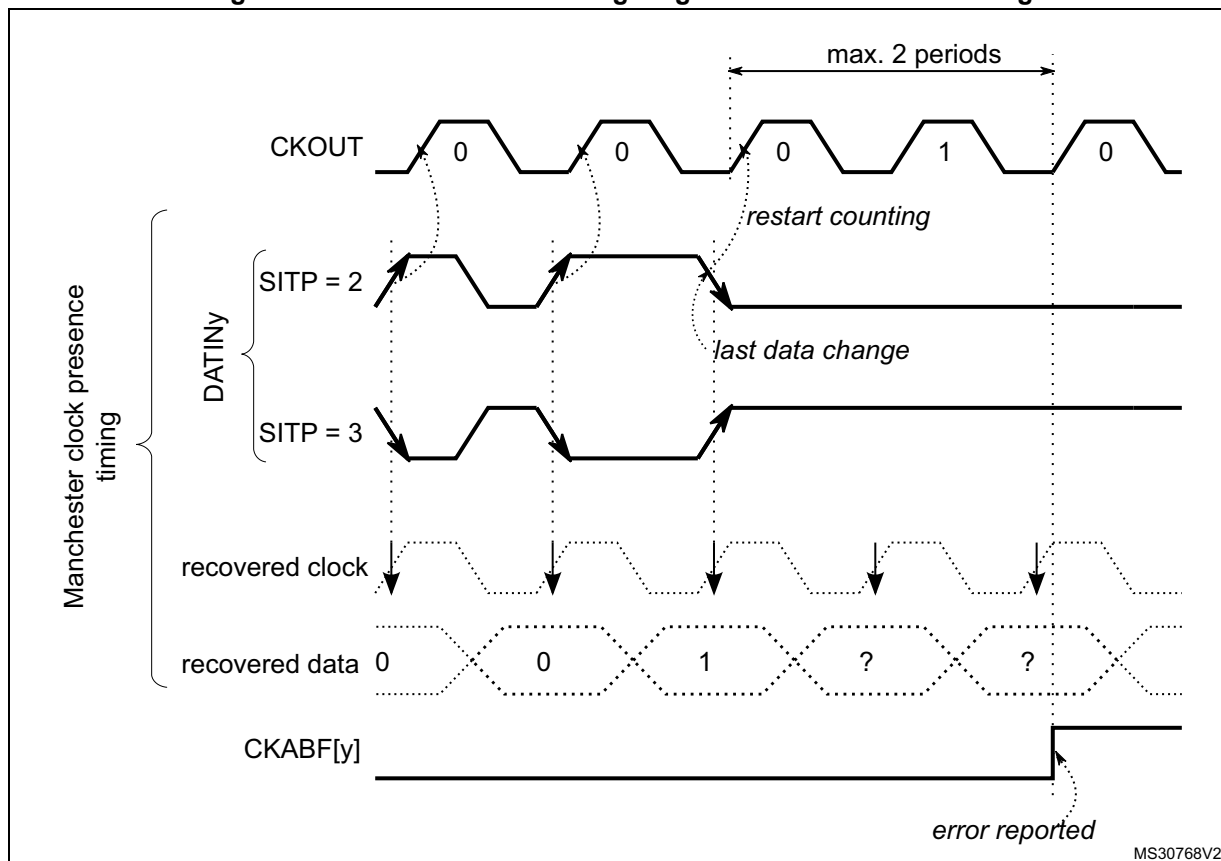 max. 2 periods
CKOUT
0 0 0 1 0
restart counting
SITP = 2
last data change
DATINy
SITP = 3
Manchester clock presence
timing
recovered clock
recovered data
0 0 1 ? ?
CKABF[y]
error reported
MS30768V2